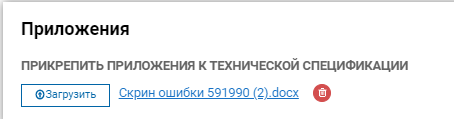 Приложения
ПРИКРЕПИТЬ ПРИЛОЖЕНИЯ К ТЕХНИЧЕСКОЙ СПЕЦИФИКАЦИИ
Загрузить Скрин ошибки 591990 (2).docx